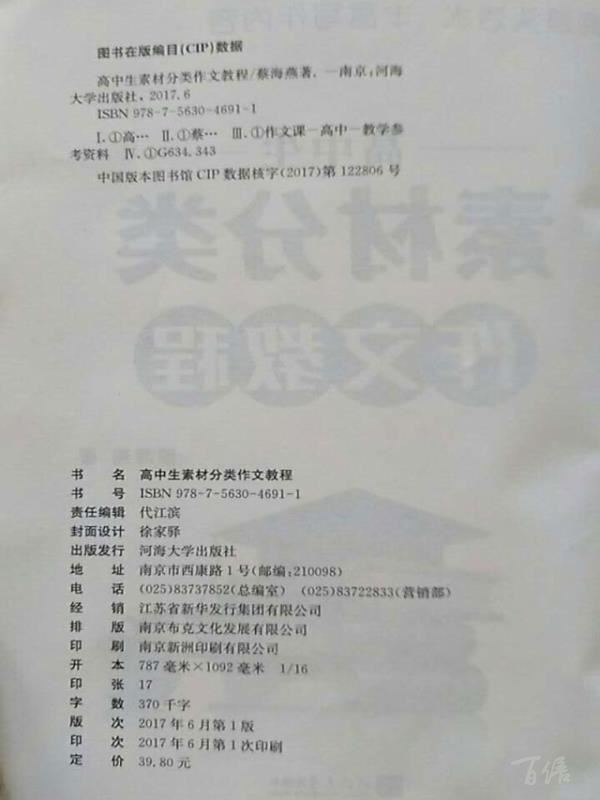 图书在版编目(CIP)数据
高中生素材分类作文教程/蔡海燕著.—南京:河海
大学出版社,2017.6
ISBN 978-7-5630-4691-1
Ⅰ.①高… Ⅱ.①蔡… Ⅲ.①作文课—高中—教学参
考资料 Ⅳ.①G634.343
中国版本图书馆CIP数据核字(2017)第122806号
高中生
素材分类
作文教程
书 名 高中生素材分类作文教程
书 号 ISBN 978-7-5630-4691-1
责任编辑 代江滨
封面设计 徐家驿
出版发行 河海大学出版社
地 址 南京市西康路1号(邮编:210098)
电 话 (025)83737852(总编室) (025)83722833(营销部)
经 销 江苏省新华发行集团有限公司
排 版 南京布克文化发展有限公司
印 刷 南京新洲印刷有限公司
开 本 787毫米×1092毫米 1/16
印 张 17
字 数 370千字
版 次 2017年6月第1版
印 次 2017年6月第1次印刷
定 价 39.80元